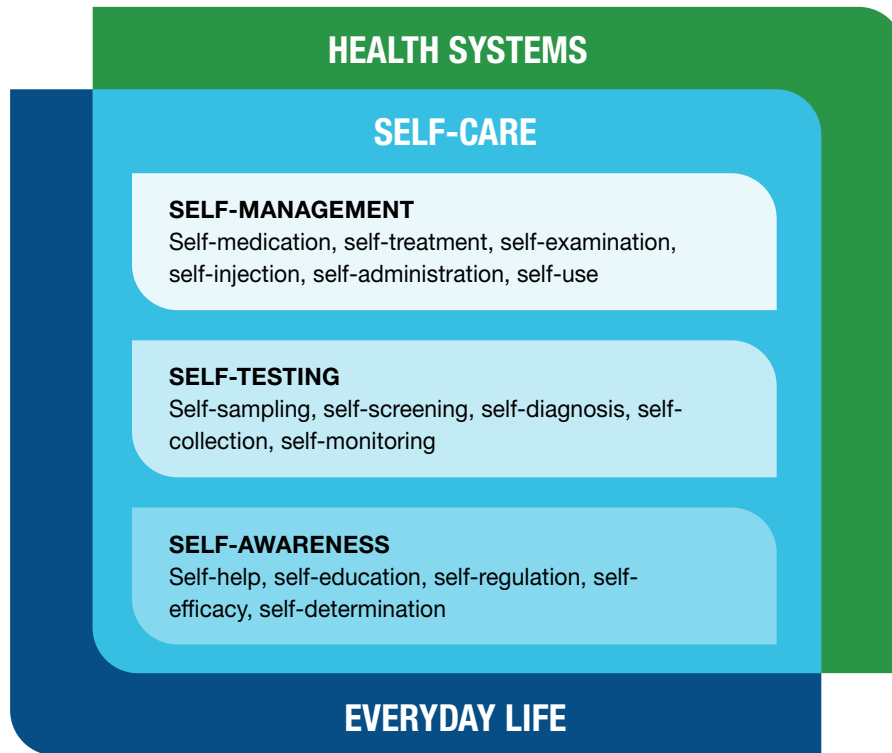 HEALTH SYSTEMS
SELF-CARE
SELF-MANAGEMENT
Self-medication, self-treatment, self-examination,
self-injection, self-administration, self-use
SELF-TESTING
Self-sampling, self-screening, self-diagnosis, self-
collection, self-monitoring
SELF-AWARENESS
Self-help, self-education, self-regulation, self-
efficacy, self-determination
EVERYDAY LIFE